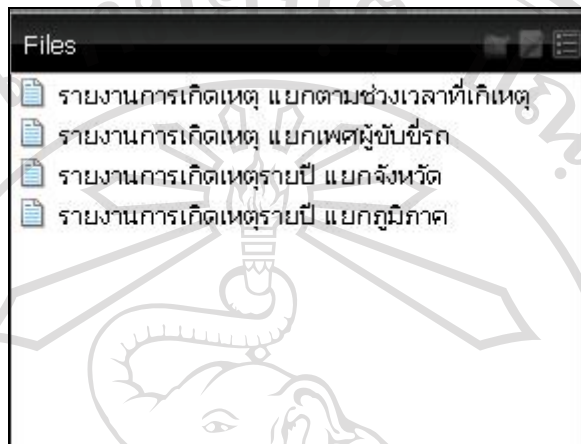 Files
รายงานการเกิดเหตุ แยกตามช่วงเวลาที่เกิเหตุ
รายงานการเกิดเหตุ แยกเพศผู้ขับขี่รถ
รายงานการเกิดเหตุรายปี แยกจังหวัด
รายงานการเกิดเหตุรายปี แยกภูมิภาค